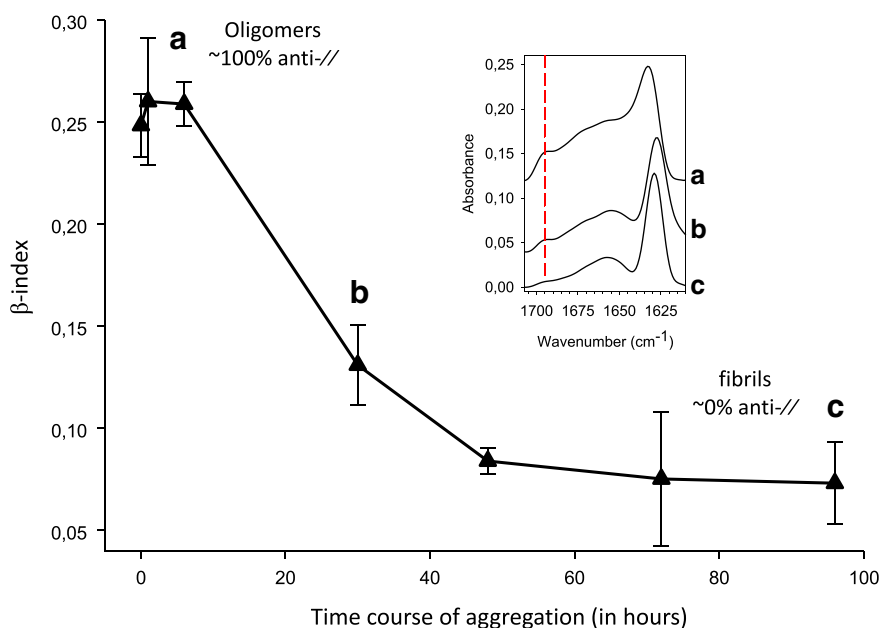 0,30
0,25
0,20
0,15
0,10
0,05
β-index
a
Oligomers
~100% anti-//
b
fibrils
~0% anti-//
c
0
20
40
60
80
100
Time course of aggregation (in hours)
0,25
0,20
0,15
0,10
0,05
0,00
Absorbance
a
b
c
1700 1675 1650 1625
Wavenumber (cm-1)